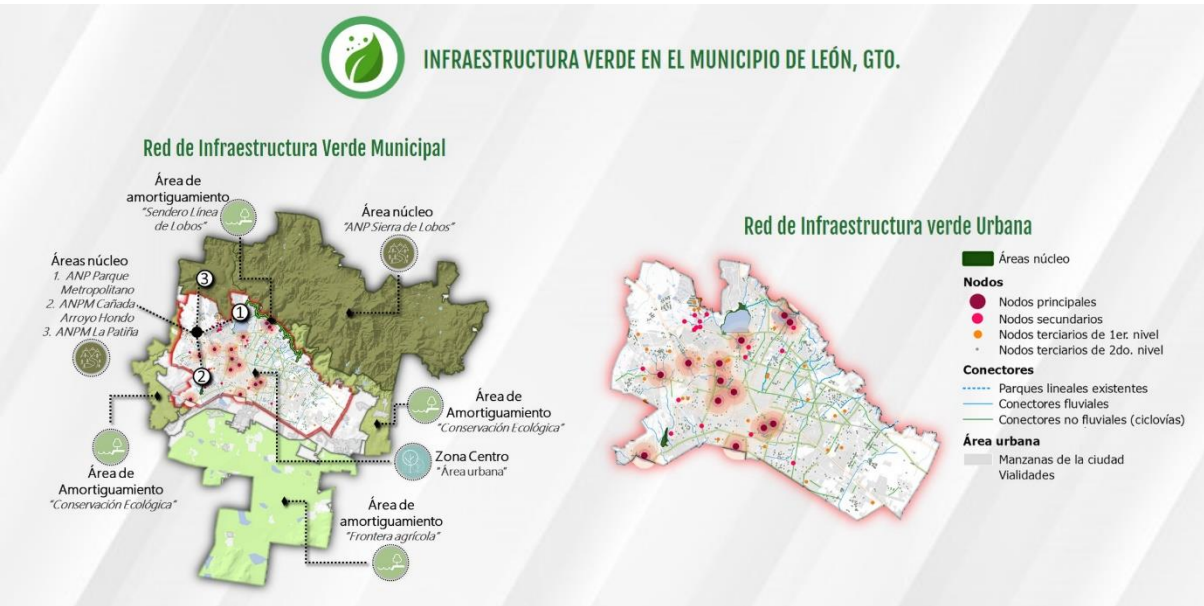 INFRAESTRUCTURA VERDE EN EL MUNICIPIO DE LEÓN, GTO.
Red de Infraestructura Verde Municipal
Área de
amortiguamiento
"Sendero Línea
de Lobos"
Área núcleo
"ANP Sierra de Lobos"
Áreas núcleo
1. ANP Parque
Metropolitano
2. ANPM Cañada
Arroyo Hondo
3. ANPM La Patiña
3
1
2
Área de
Amortiguamiento
"Conservación Ecológica"
Zona Centro
"Área urbana"
Área de
Amortiguamiento
"Conservación Ecológica"
Área de
amortiguamiento
"Frontera agrícola"
Red de Infraestructura verde Urbana
Áreas núcleo
Nodos
Nodos principales
Nodos secundarios
Nodos terciarios de 1er. nivel
Nodos terciarios de 2do. nivel
Conectores
Parques lineales existentes
Conectores fluviales
Conectores no fluviales (ciclovías)
Área urbana
Manzanas de la ciudad
Vialidades